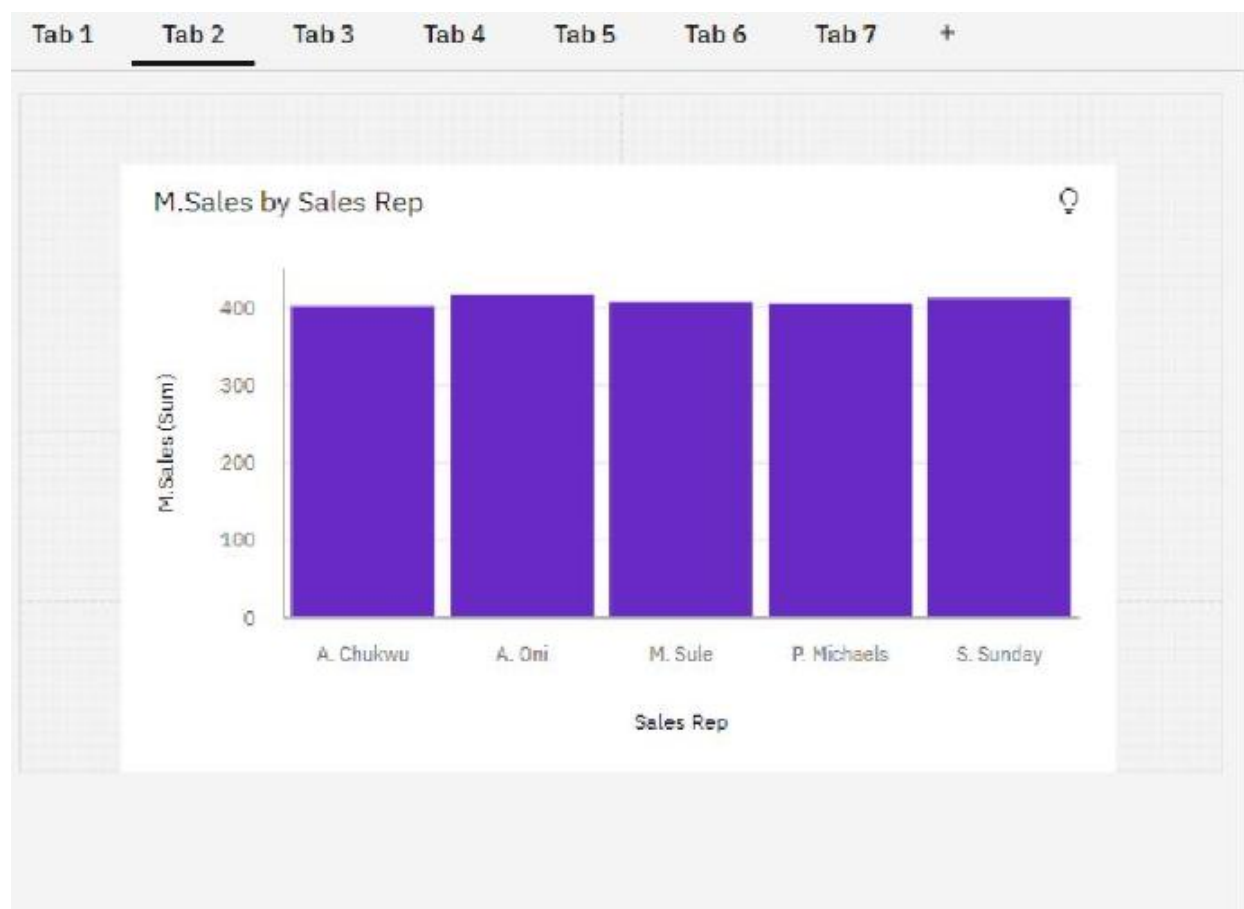 Tab 1 Tab 2 Tab 3 Tab 4 Tab 5 Tab 6 Tab 7 +
M.Sales by Sales Rep
M.Sales (Sum)
400
300
200
100
0
A. Chukwu A. Oni M. Sule P. Michaels S. Sunday
Sales Rep